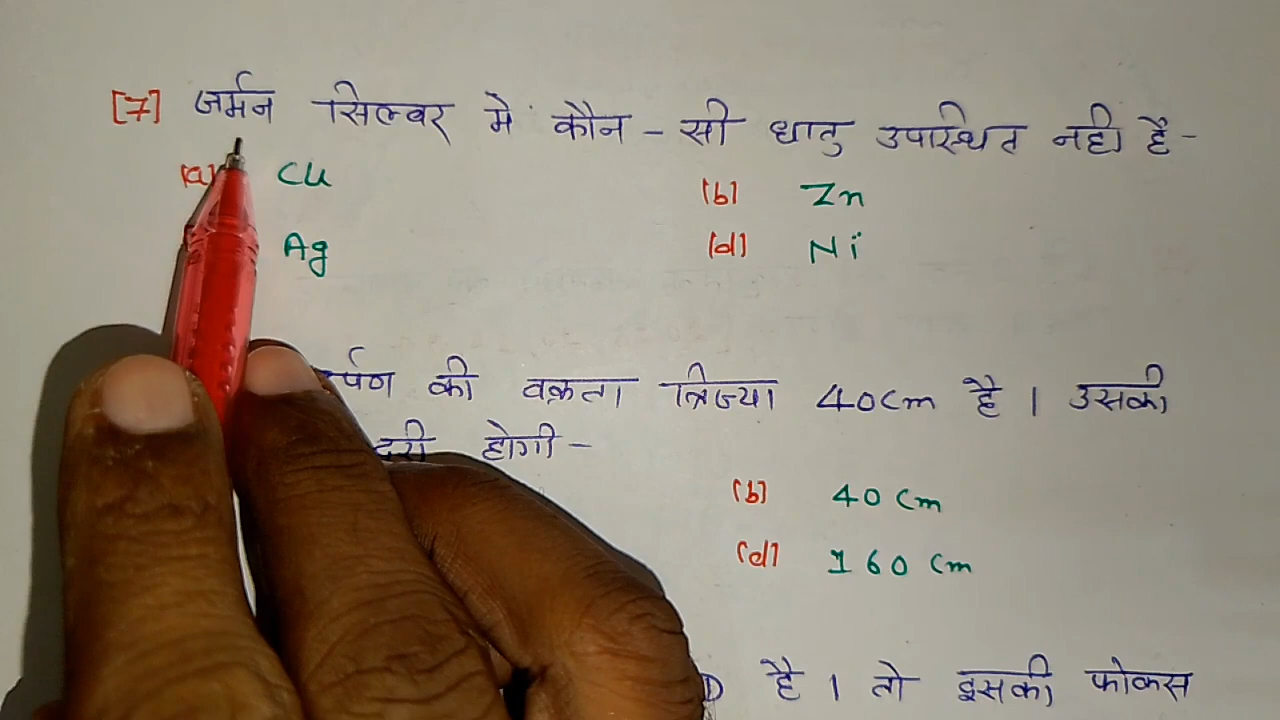 [7] जर्मन सिल्वर में कौन - सी धातु उपस्थित नही है -
(a) Cu (b) Zn
Ag (d) Ni
की वक्रता त्रिज्या 40cm है । उसकी
होगी -
(b) 40 cm
(d) 160 cm
है । तो इसकी फोकस